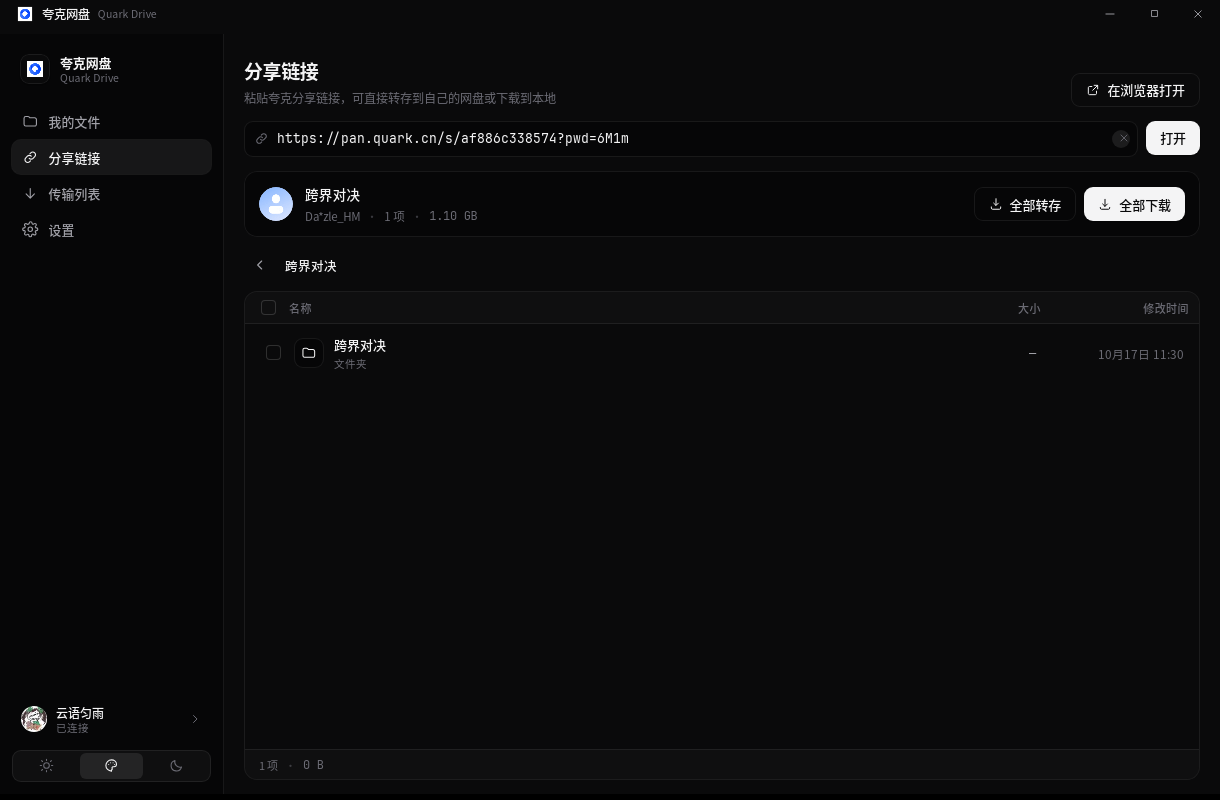 夸克网盘 Quark Drive
夸克网盘
Quark Drive
我的文件
分享链接
传输列表
设置
云语匀雨
已连接
分享链接
粘贴夸克分享链接，可直接转存到自己的网盘或下载到本地
在浏览器打开
https://pan.quark.cn/s/af886c338574?pwd=6M1m
打开
跨界对决
Da*zle_HM · 1 项 · 1.10 GB
全部转存
全部下载
跨界对决
名称 大小 修改时间
跨界对决
文件夹
— 10月17日 11:30
1 项 · 0 B